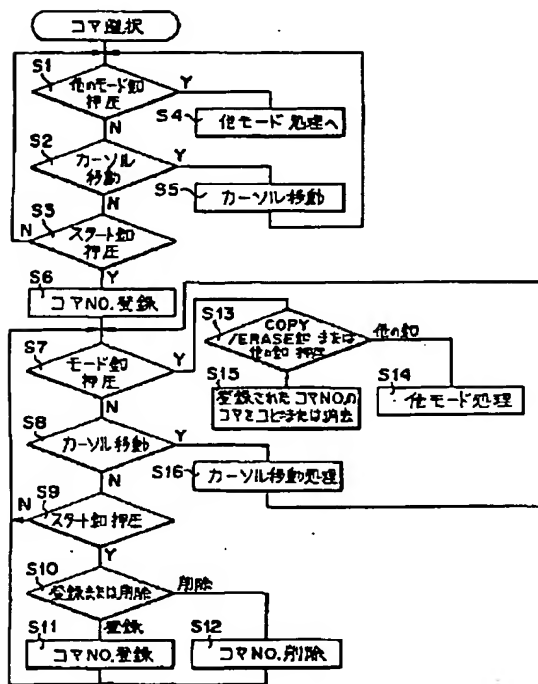 コマ選択
S1
他のモード釦
押圧
Y
N
S4
他モード処理へ
S2
カーソル
移動
Y
N
S5
カーソル移動
S3
スタート釦
押圧
N
Y
S6
コマNO.登録
S7
モード釦
押圧
Y
N
S13
COPY
/ERASE釦または
他の釦押圧
他の釦
S15
登録されたコマNO.の
コマをコピーまたは消去
S14
他モード処理
S8
カーソル移動
Y
N
S16
カーソル移動処理
S9
スタート釦押圧
N
Y
S10
登録または削除
削除
登録
S11
コマNO.登録
S12
コマNO.削除